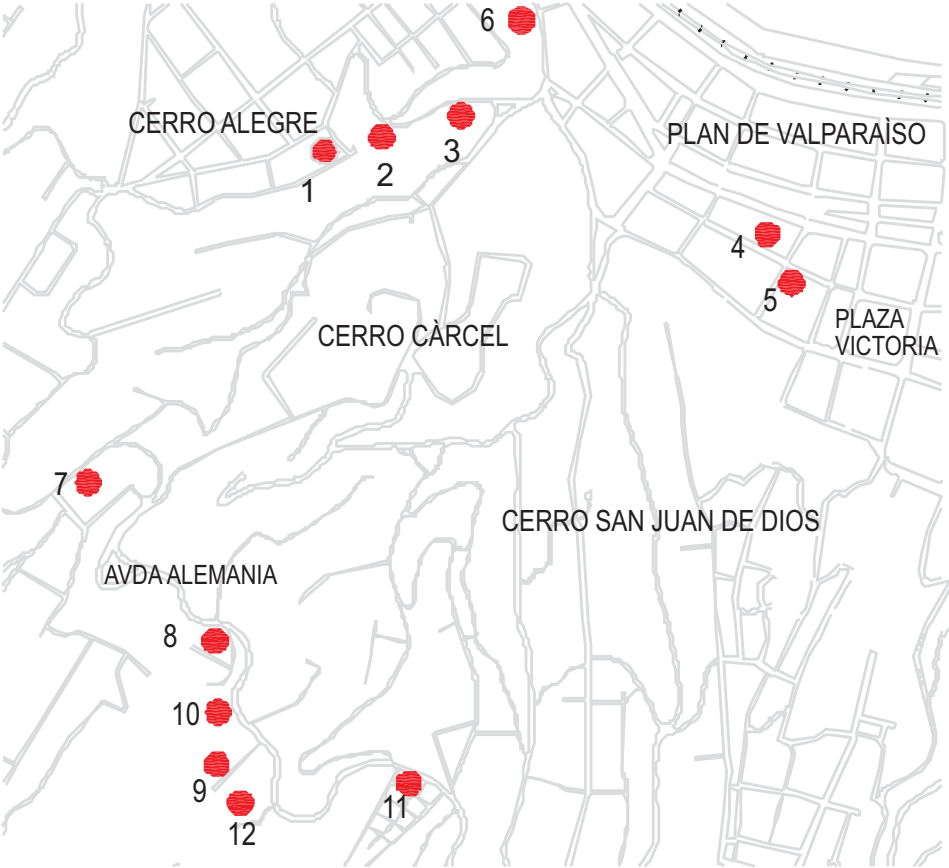 6
CERRO ALEGRE
PLAN DE VALPARAÌSO
3
2
1
4
5
PLAZA
VICTORIA
CERRO CÀRCEL
7
CERRO SAN JUAN DE DIOS
AVDA ALEMANIA
8
10
9
11
12